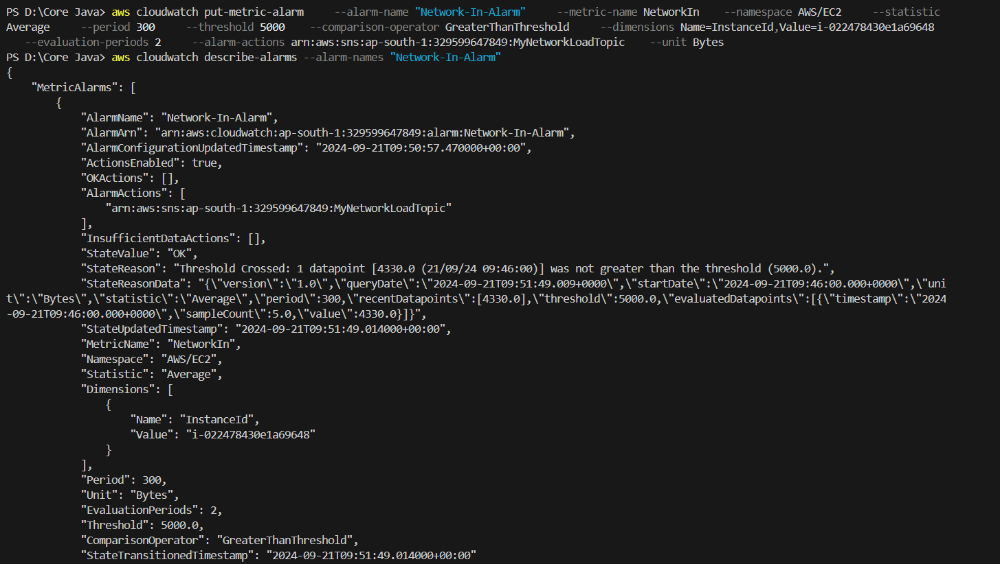 PS D:\Core Java> aws cloudwatch put-metric-alarm     --alarm-name "Network-In-Alarm"     --metric-name NetworkIn    --namespace AWS/EC2     --statistic
Average     --period 300     --threshold 5000    --comparison-operator GreaterThanThreshold     --dimensions Name=InstanceId,Value=i-022478430e1a69648
   --evaluation-periods 2     --alarm-actions arn:aws:sns:ap-south-1:329599647849:MyNetworkLoadTopic    --unit Bytes
PS D:\Core Java> aws cloudwatch describe-alarms --alarm-names "Network-In-Alarm"
{
    "MetricAlarms": [
        {
            "AlarmName": "Network-In-Alarm",
            "AlarmArn": "arn:aws:cloudwatch:ap-south-1:329599647849:alarm:Network-In-Alarm",
            "AlarmConfigurationUpdatedTimestamp": "2024-09-21T09:50:57.470000+00:00",
            "ActionsEnabled": true,
            "OKActions": [],
            "AlarmActions": [
                "arn:aws:sns:ap-south-1:329599647849:MyNetworkLoadTopic"
            ],
            "InsufficientDataActions": [],
            "StateValue": "OK",
            "StateReason": "Threshold Crossed: 1 datapoint [4330.0 (21/09/24 09:46:00)] was not greater than the threshold (5000.0).",
            "StateReasonData": "{\"version\":\"1.0\",\"queryDate\":\"2024-09-21T09:51:49.009+0000\",\"startDate\":\"2024-09-21T09:46:00.000+0000\",\"uni
t\":\"Bytes\",\"statistic\":\"Average\",\"period\":300,\"recentDatapoints\":[4330.0],\"threshold\":5000.0,\"evaluatedDatapoints\":[{\"timestamp\":\"2024
-09-21T09:46:00.000+0000\",\"sampleCount\":5.0,\"value\":4330.0}]}",
            "StateUpdatedTimestamp": "2024-09-21T09:51:49.014000+00:00",
            "MetricName": "NetworkIn",
            "Namespace": "AWS/EC2",
            "Statistic": "Average",
            "Dimensions": [
                {
                    "Name": "InstanceId",
                    "Value": "i-022478430e1a69648"
                }
            ],
            "Period": 300,
            "Unit": "Bytes",
            "EvaluationPeriods": 2,
            "Threshold": 5000.0,
            "ComparisonOperator": "GreaterThanThreshold",
            "StateTransitionedTimestamp": "2024-09-21T09:51:49.014000+00:00"